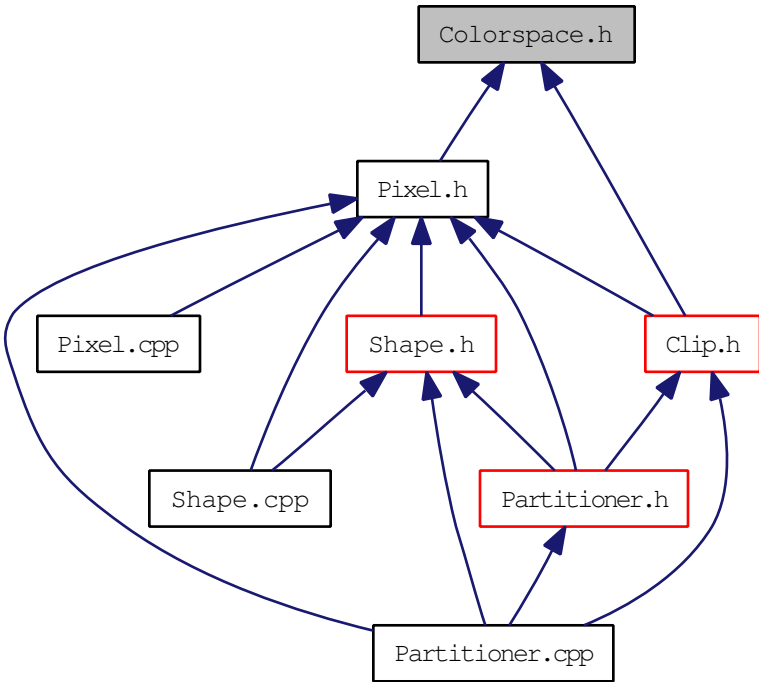 Colorspace.h
Pixel.h
Pixel.cpp
Shape.h
Clip.h
Shape.cpp
Partitioner.h
Partitioner.cpp